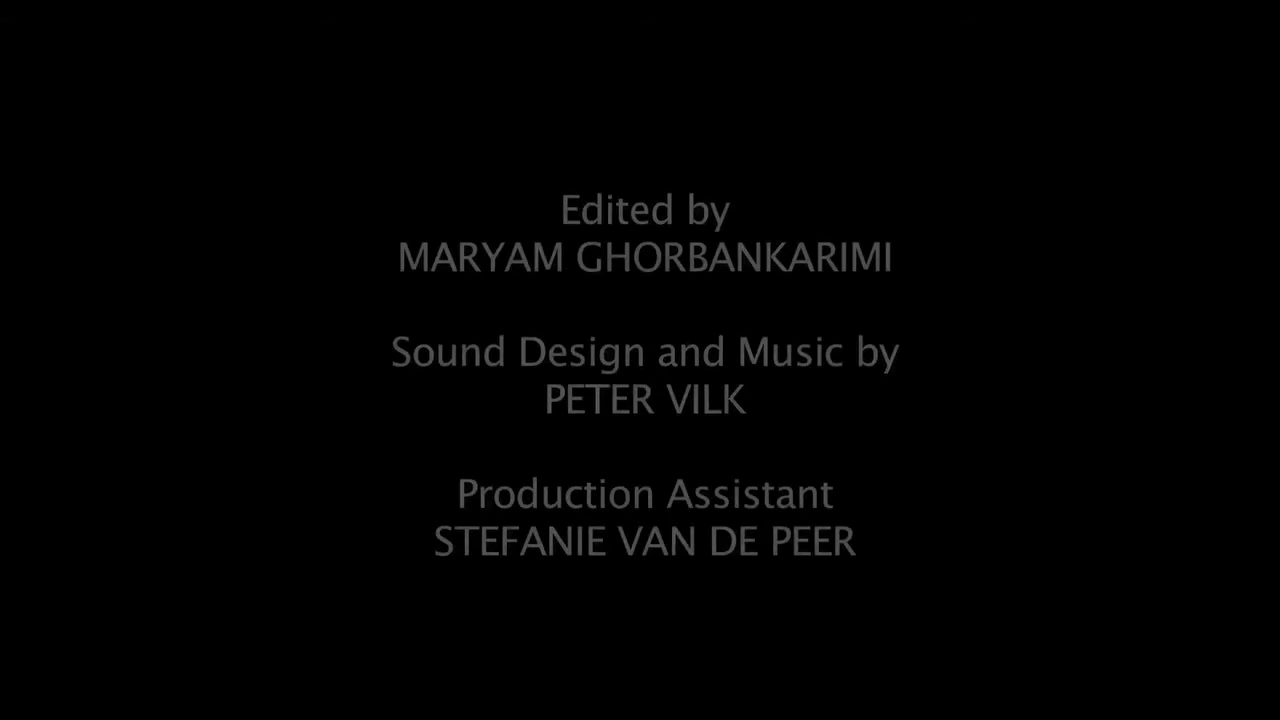 Edited by
MARYAM GHORBANKARIMI
Sound Design and Music by
PETER VILK
Production Assistant
STEFANIE VAN DE PEER